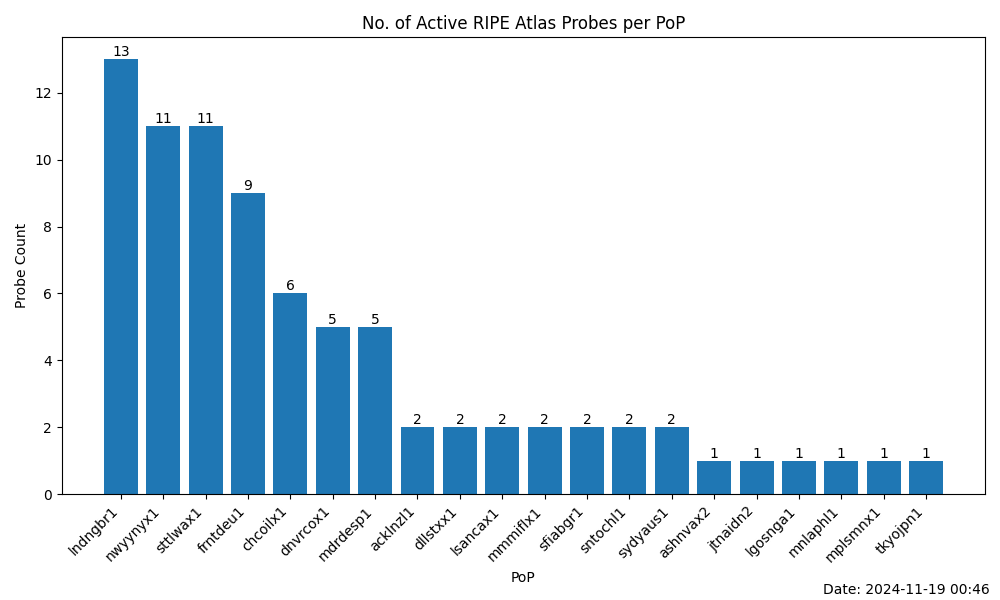 No. of Active RIPE Atlas Probes per PoP
Probe Count
12
10
8
6
4
2
0
13
11
11
9
6
5
5
2
2
2
2
2
2
2
1
1
1
1
1
1
lndngbr1
nwyynyx1
sttlwax1
frntdeu1
chcoilx1
dnvrcox1
mdrdesp1
acklnzl1
dllstxx1
lsancax1
mmmiflx1
sfiabgr1
sntochl1
sydyaus1
ashnvax2
jtnaidn2
lgosnga1
mnlaphl1
mplsmnx1
tkyojpn1
PoP
Date: 2024-11-19 00:46